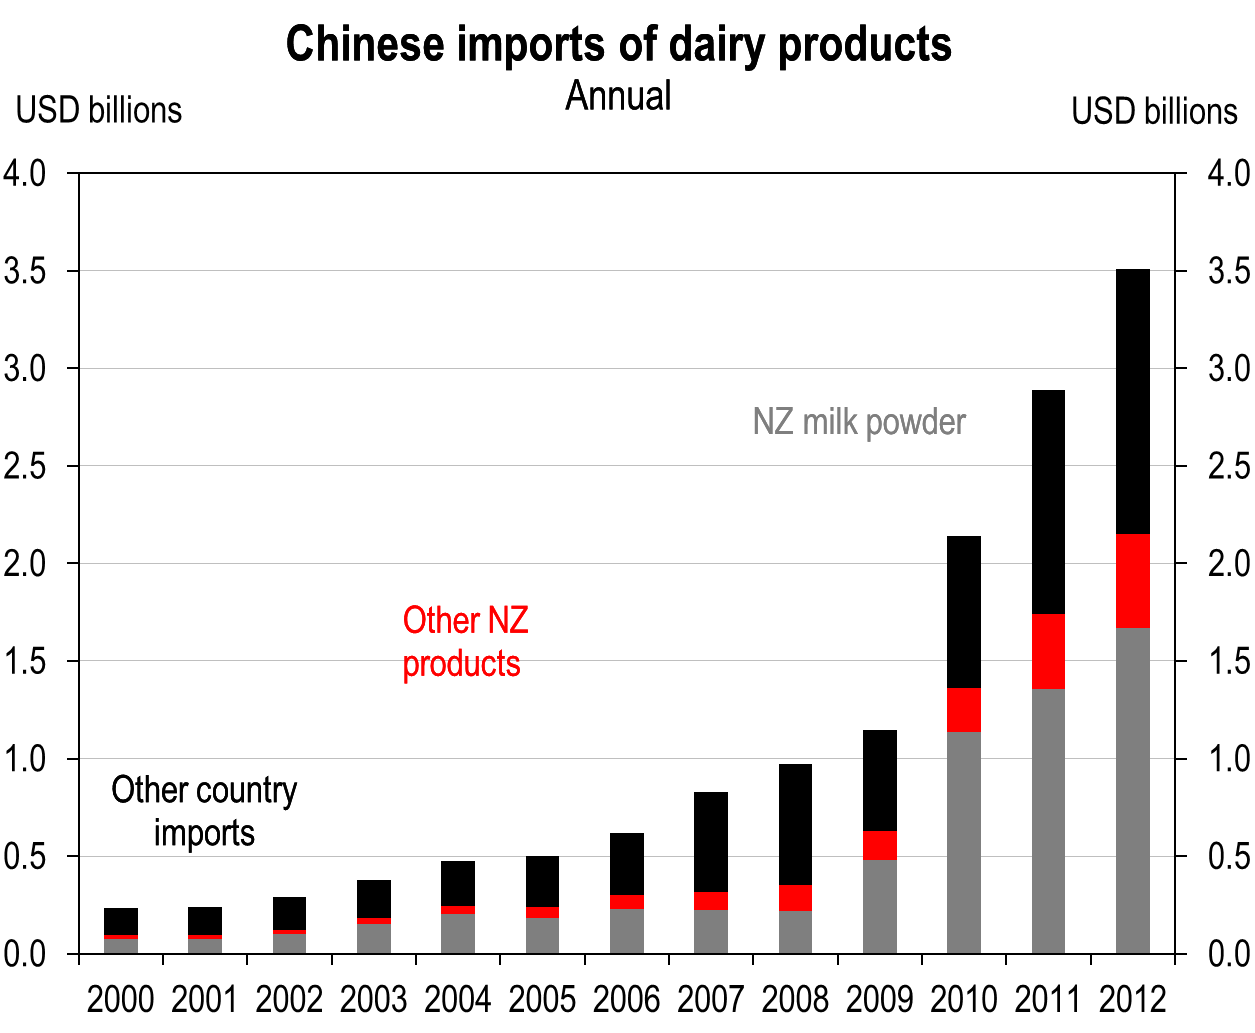 Chinese imports of dairy products
Annual
USD billions
USD billions
4.0
4.0
3.5
3.5
3.0
3.0
NZ milk powder
2.5
2.5
2.0
2.0
Other NZ
products
1.5
1.5
1.0
1.0
Other country
imports
0.5
0.5
0.0
0.0
2000 2001 2002 2003 2004 2005 2006 2007 2008 2009 2010 2011 2012